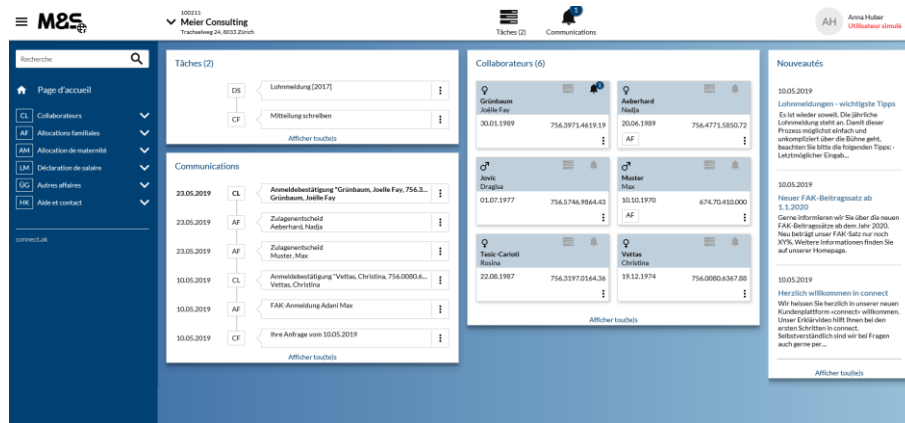 M&S
100211
Meier Consulting
Trachselweg 24, 8033 Zürich
Tâches (2)
1
Communications
AH
Anna Huber
Utilisateur simulé
Recherche
Page d'accueil
CL Collaborateurs
AF Allocations familiales
AM Allocation de maternité
LM Déclaration de salaire
ÜG Autres affaires
HK Aide et contact
connect.ak
Tâches (2)
DS Lohnmeldung [2017]
CF Mitteilung schreiben
Afficher tou(te)s
Communications
23.05.2019 CL Anmeldebestätigung "Grünbaum, Joelle Fay, 756.3...
Grünbaum, Joëlle Fay
23.05.2019 AF Zulagenentscheid
Aeberhard, Nadja
23.05.2019 AF Zulagenentscheid
Muster, Max
10.05.2019 CL Anmeldebestätigung "Vettas, Christina, 756.0080.6...
Vettas, Christina
10.05.2019 AF FAK-Anmeldung Adani Max
10.05.2019 CF Ihre Anfrage vom 10.05.2019
Afficher tou(te)s
Collaborateurs (6)
Grünbaum
Joëlle Fay
30.01.1989 756.3971.4619.19
Aeberhard
Nadja
20.06.1989 756.4771.5850.72
AF
Jovic
Dragisa
01.07.1977 756.5746.9864.43
Muster
Max
10.10.1970 674.70.410.000
AF
Tesic-Carioti
Rosina
22.08.1987 756.3197.0164.36
Vettas
Christina
19.12.1974 756.0080.6367.88
Afficher tou(te)s
Nouveautés
10.05.2019
Lohnmeldungen - wichtigste Tipps
Es ist wieder soweit. Die jährliche
Lohnmeldung steht an. Damit dieser
Prozess möglichst einfach und
unkompliziert über die Bühne geht,
beachten Sie bitte die folgenden Tipps: -
Letztmöglicher Eingab...
10.05.2019
Neuer FAK-Beitragssatz ab
1.1.2020
Gerne informieren wir Sie über die neuen
FAK-Beitragssätze ab dem Jahr 2020.
Neu beträgt unser FAK-Satz nur noch
XY%. Weitere Informationen finden Sie
auf unserer Homepage.
10.05.2019
Herzlich willkommen in connect
Wir heissen Sie herzlich in unserer neuen
Kundenplattform «connect» willkommen.
Unser Erklärvideo hilft Ihnen bei den
ersten Schritten in connect.
Selbstverständlich sind wir bei Fragen
auch gerne per...
Afficher tou(te)s